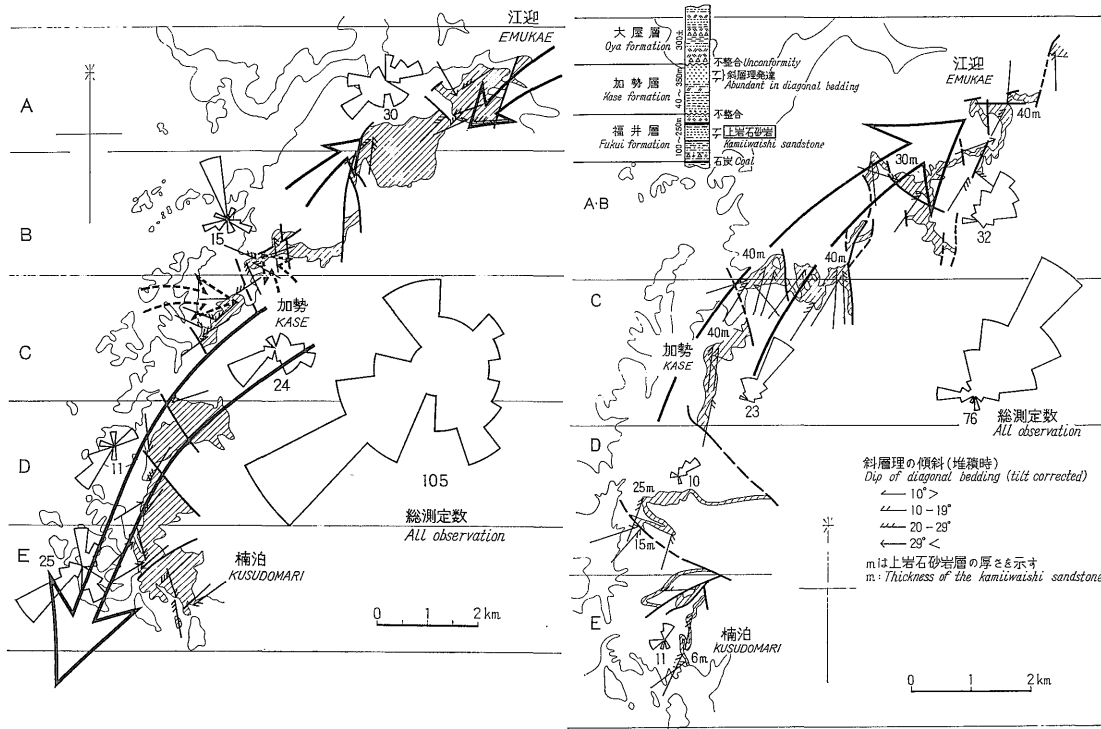 江迎
EMUKAE
A
30
B
15
加勢
KASE
C
24
D
11
105
総測定数
All observation
E
25
楠泊
KUSUDOMARI
0 1 2 km
大屋層
Oya formation
300±
不整合 Unconformity
斜層理発達
Abundant in diagonal bedding
加勢層
Kase formation
40~350m
不整合
福井層
Fukui formation
100~250m
上岩石砂岩
Kamiiwaishi sandstone
石炭 Coal
江迎
EMUKAE
40m
30m
A·B
32
40m
40m
C
40m
加勢
KASE
23
76
総測定数
All observation
D
10
25m
15m
斜層理の傾斜(堆積時)
Dip of diagonal bedding (tilt corrected)
10°>
10-19°
20-29°
29°<
mは上岩石砂岩層の厚さを示す
m: Thickness of the kamiiwaishi sandstone
E
楠泊
KUSUDOMARI
11
6m
0 1 2 km